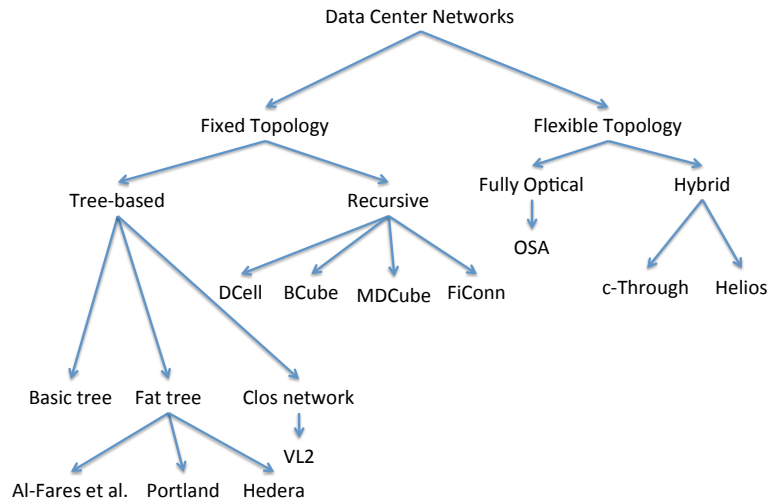 Data Center Networks
Fixed Topology
Flexible Topology
Tree-based
Recursive
Fully Optical
Hybrid
OSA
DCell
BCube
MDCube
FiConn
c-Through
Helios
Basic tree
Fat tree
Clos network
VL2
Al-Fares et al.
Portland
Hedera